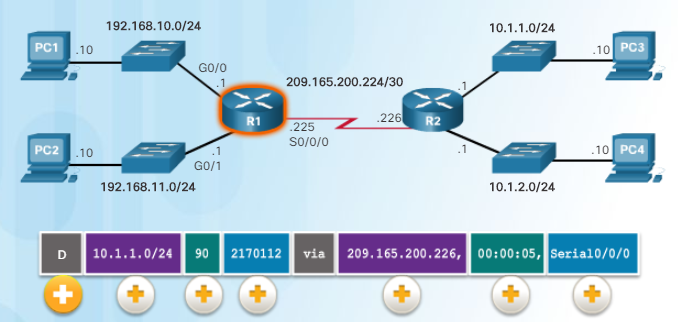 192.168.10.0/24
10.1.1.0/24
PC1
.10
.10
PC3
G0/0
.1
209.165.200.224/30
.1
R1
.225
.226
R2
S0/0/0
PC2
.10
.1
G0/1
.1
.10
PC4
192.168.11.0/24
10.1.2.0/24
D 10.1.1.0/24 90 2170112 via 209.165.200.226, 00:00:05, Serial0/0/0